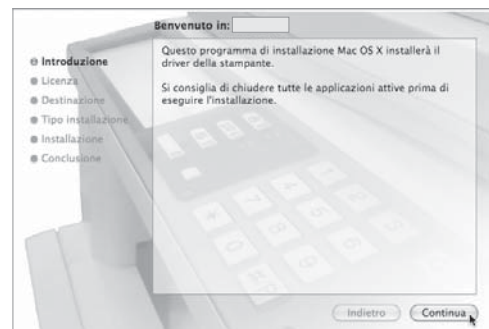 Benvenuto in:
Introduzione
Licenza
Destinazione
Tipo installazione
Installazione
Conclusione
Questo programma di installazione Mac OS X installerà il
driver della stampante.
Si consiglia di chiudere tutte le applicazioni attive prima di
eseguire l'installazione.
Indietro
Continua